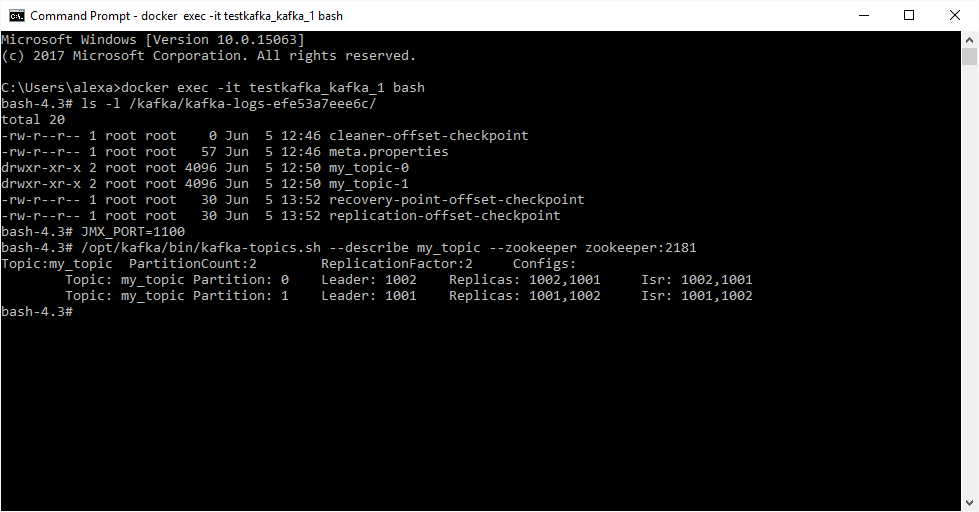 Command Prompt - docker exec -it testkafka_kafka_1 bash
Microsoft Windows [Version 10.0.15063]
(c) 2017 Microsoft Corporation. All rights reserved.
C:\Users\alexa>docker exec -it testkafka_kafka_1 bash
bash-4.3# ls -l /kafka/kafka-logs-efe53a7eee6c/
total 20
-rw-r--r-- 1 root root    0 Jun  5 12:46 cleaner-offset-checkpoint
-rw-r--r-- 1 root root   57 Jun  5 12:46 meta.properties
drwxr-xr-x 2 root root 4096 Jun  5 12:50 my_topic-0
drwxr-xr-x 2 root root 4096 Jun  5 12:50 my_topic-1
-rw-r--r-- 1 root root   30 Jun  5 13:52 recovery-point-offset-checkpoint
-rw-r--r-- 1 root root   30 Jun  5 13:52 replication-offset-checkpoint
bash-4.3# JMX_PORT=1100
bash-4.3# /opt/kafka/bin/kafka-topics.sh --describe my_topic --zookeeper zookeeper:2181
Topic:my_topic  PartitionCount:2        ReplicationFactor:2     Configs:
        Topic: my_topic Partition: 0    Leader: 1002    Replicas: 1002,1001     Isr: 1002,1001
        Topic: my_topic Partition: 1    Leader: 1001    Replicas: 1001,1002     Isr: 1001,1002
bash-4.3#